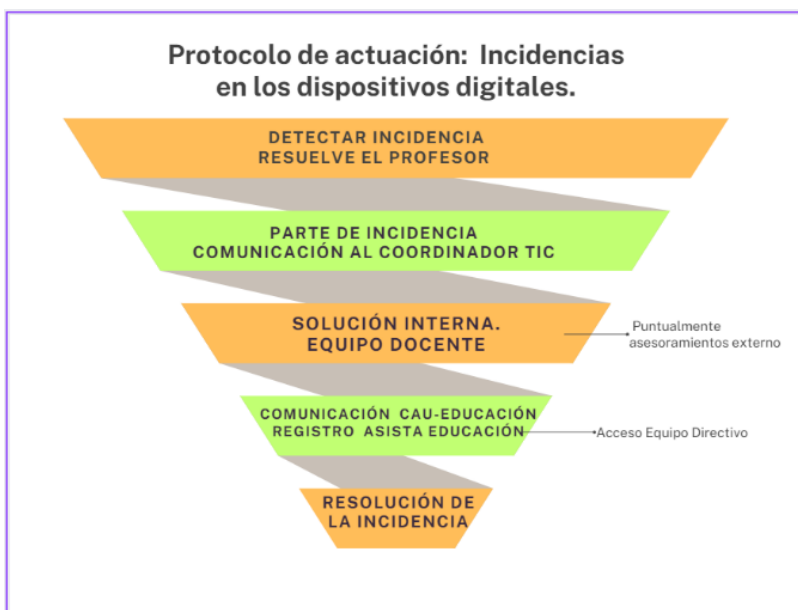 Protocolo de actuación: Incidencias
en los dispositivos digitales.
DETECTAR INCIDENCIA
RESUELVE EL PROFESOR
PARTE DE INCIDENCIA
COMUNICACIÓN AL COORDINADOR TIC
SOLUCIÓN INTERNA.
EQUIPO DOCENTE
Puntualmente
asesoramientos externo
COMUNICACIÓN CAU-EDUCACIÓN
REGISTRO ASISTA EDUCACIÓN
Acceso Equipo Directivo
RESOLUCIÓN DE
LA INCIDENCIA